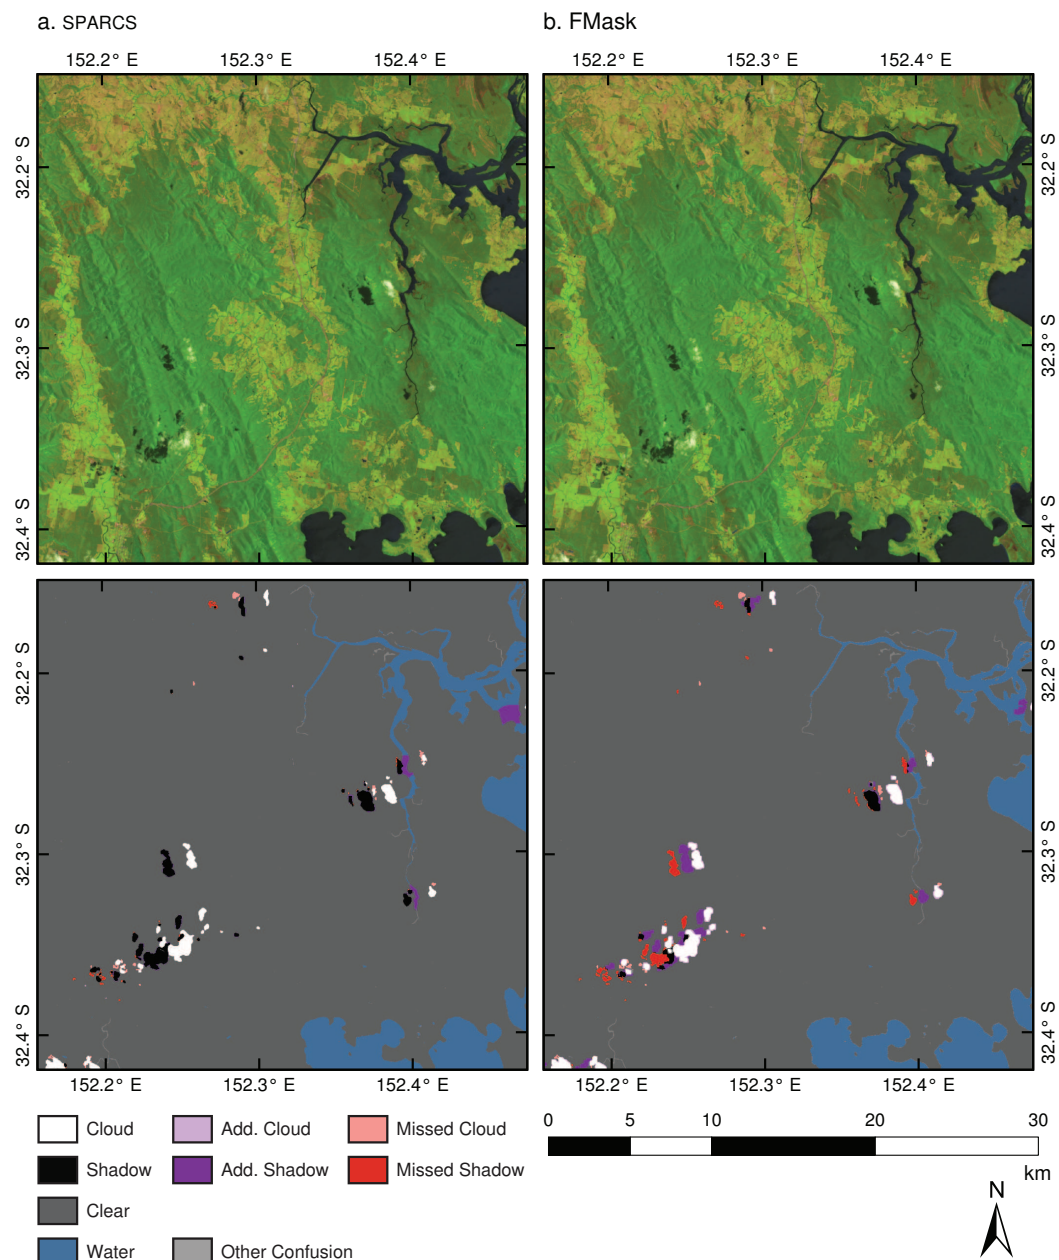 a. SPARCS
b. FMask
152.2° E 152.3° E 152.4° E
152.2° E 152.3° E 152.4° E
32.2° S
32.2° S
32.3° S
32.3° S
32.4° S
32.4° S
32.2° S
32.2° S
32.3° S
32.3° S
32.4° S
32.4° S
152.2° E 152.3° E 152.4° E
152.2° E 152.3° E 152.4° E
Cloud
Add. Cloud
Missed Cloud
Shadow
Add. Shadow
Missed Shadow
Clear
Water
Other Confusion
0 5 10 20 30
km
N